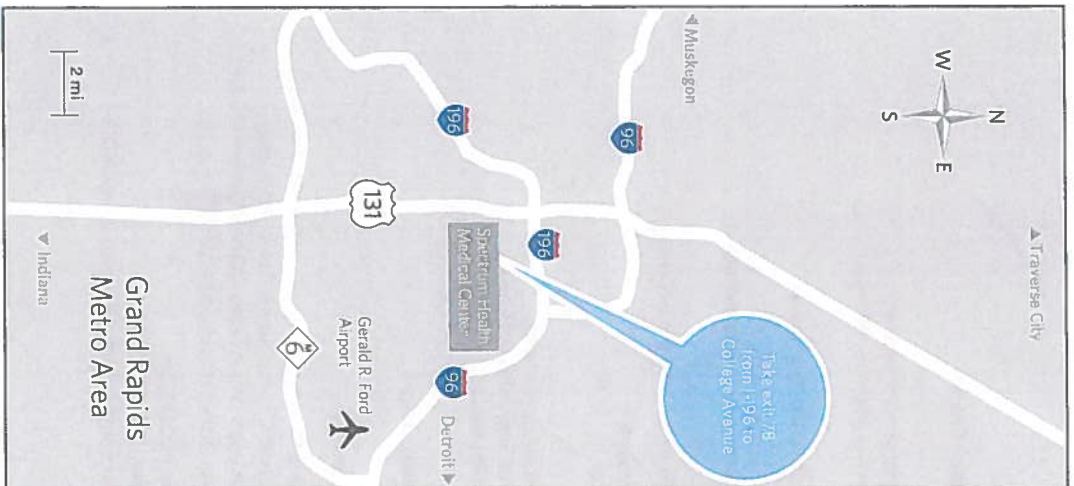 ▲ Traverse City
N
W
E
S
◀ Muskegon
96
Take exit 7B
from I-196 to
College Avenue
196
196
Spectrum Health
Medical Center
131
96
Detroit ▶
Gerald R. Ford
Airport
M
6
Grand Rapids
Metro Area
2 mi
▼ Indiana